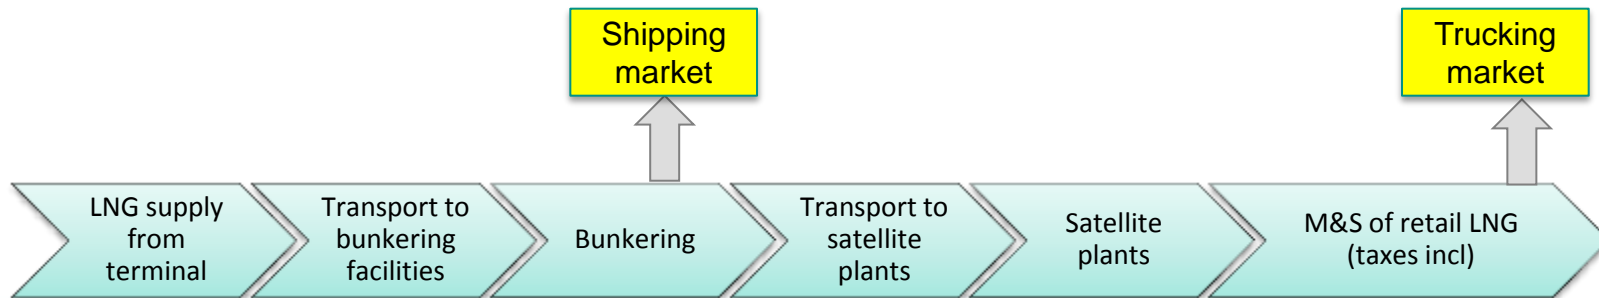 Shipping
market
Trucking
market
LNG supply
from
terminal
Transport to
bunkering
facilities
Bunkering
Transport to
satellite
plants
Satellite
plants
M&S of retail LNG
(taxes incl)